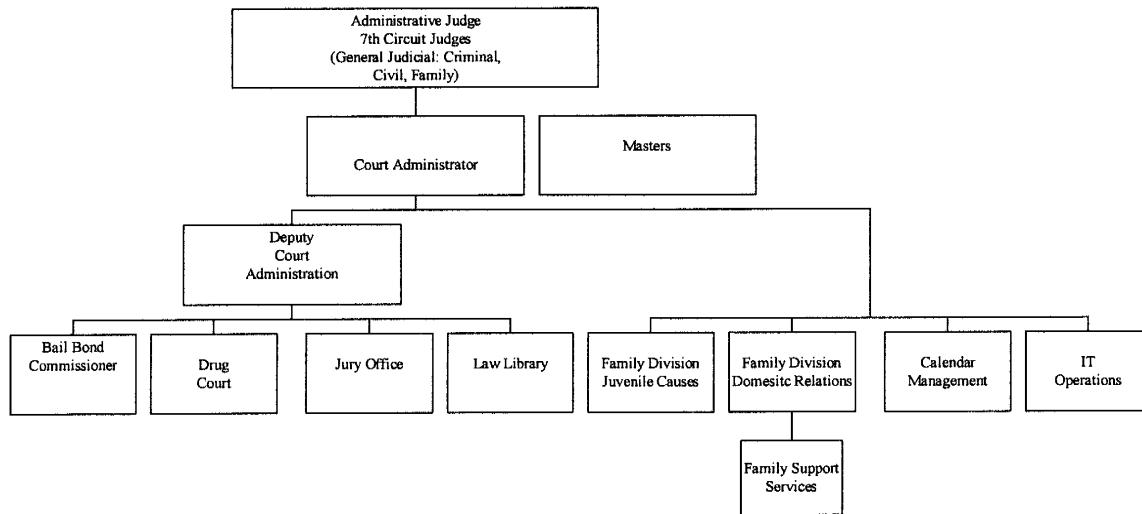 Administrative Judge
7th Circuit Judges
(General Judicial: Criminal,
Civil, Family)
Court Administrator
Masters
Deputy
Court
Administration
Bail Bond
Commissioner
Drug
Court
Jury Office
Law Library
Family Division
Juvenile Causes
Family Division
Domesitc Relations
Calendar
Management
IT
Operations
Family Support
Services